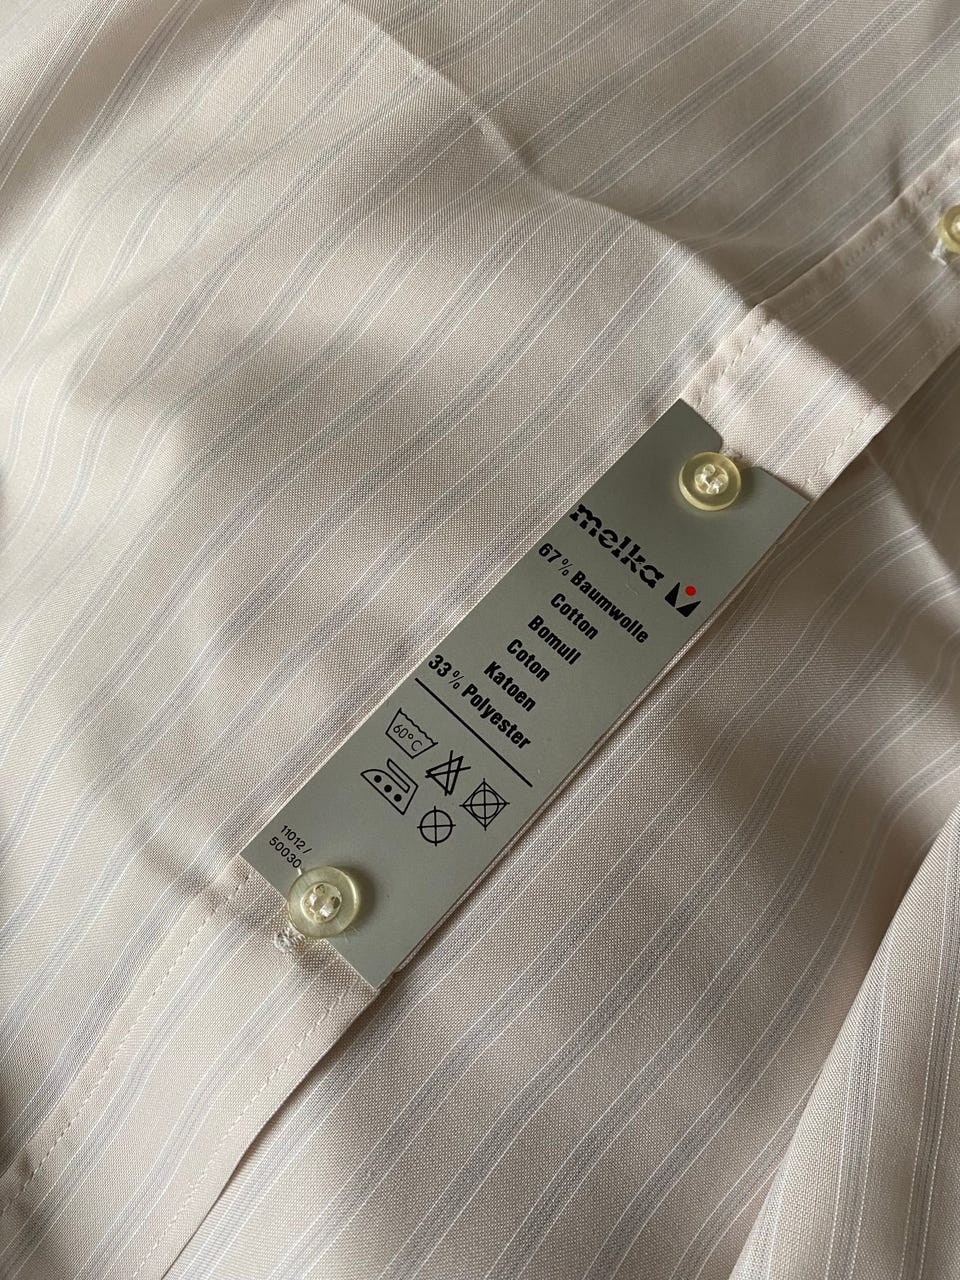 melka
67% Baumwolle
Cotton
Bomull
Coton
Katoen
33% Polyester
60°C
11012/
50030